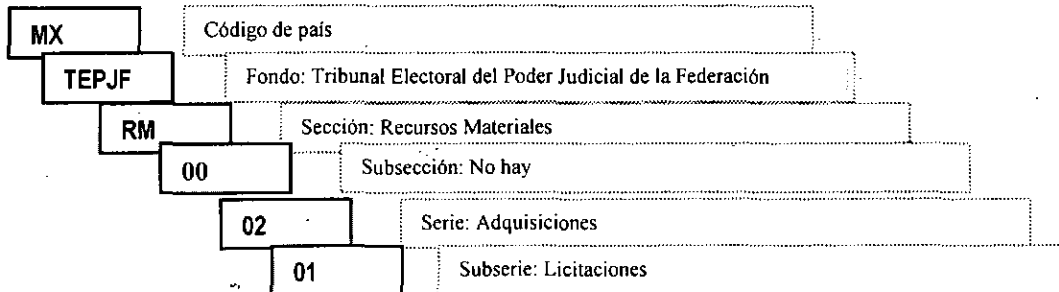 MX Código de país
TEPJF Fondo: Tribunal Electoral del Poder Judicial de la Federación
RM Sección: Recursos Materiales
00 Subsección: No hay
02 Serie: Adquisiciones
01 Subserie: Licitaciones